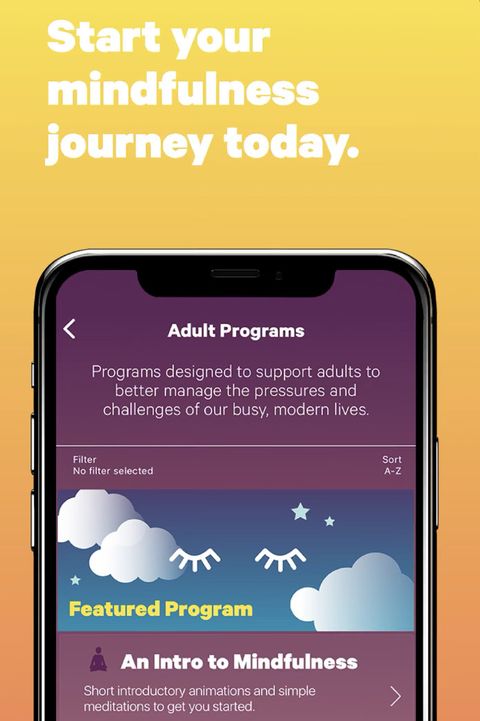 Start your
mindfulness
journey today.
Adult Programs
Programs designed to support adults to
better manage the pressures and
challenges of our busy, modern lives.
Filter
No filter selected
Sort
A-Z
Featured Program
An Intro to Mindfulness
Short introductory animations and simple
meditations to get you started.